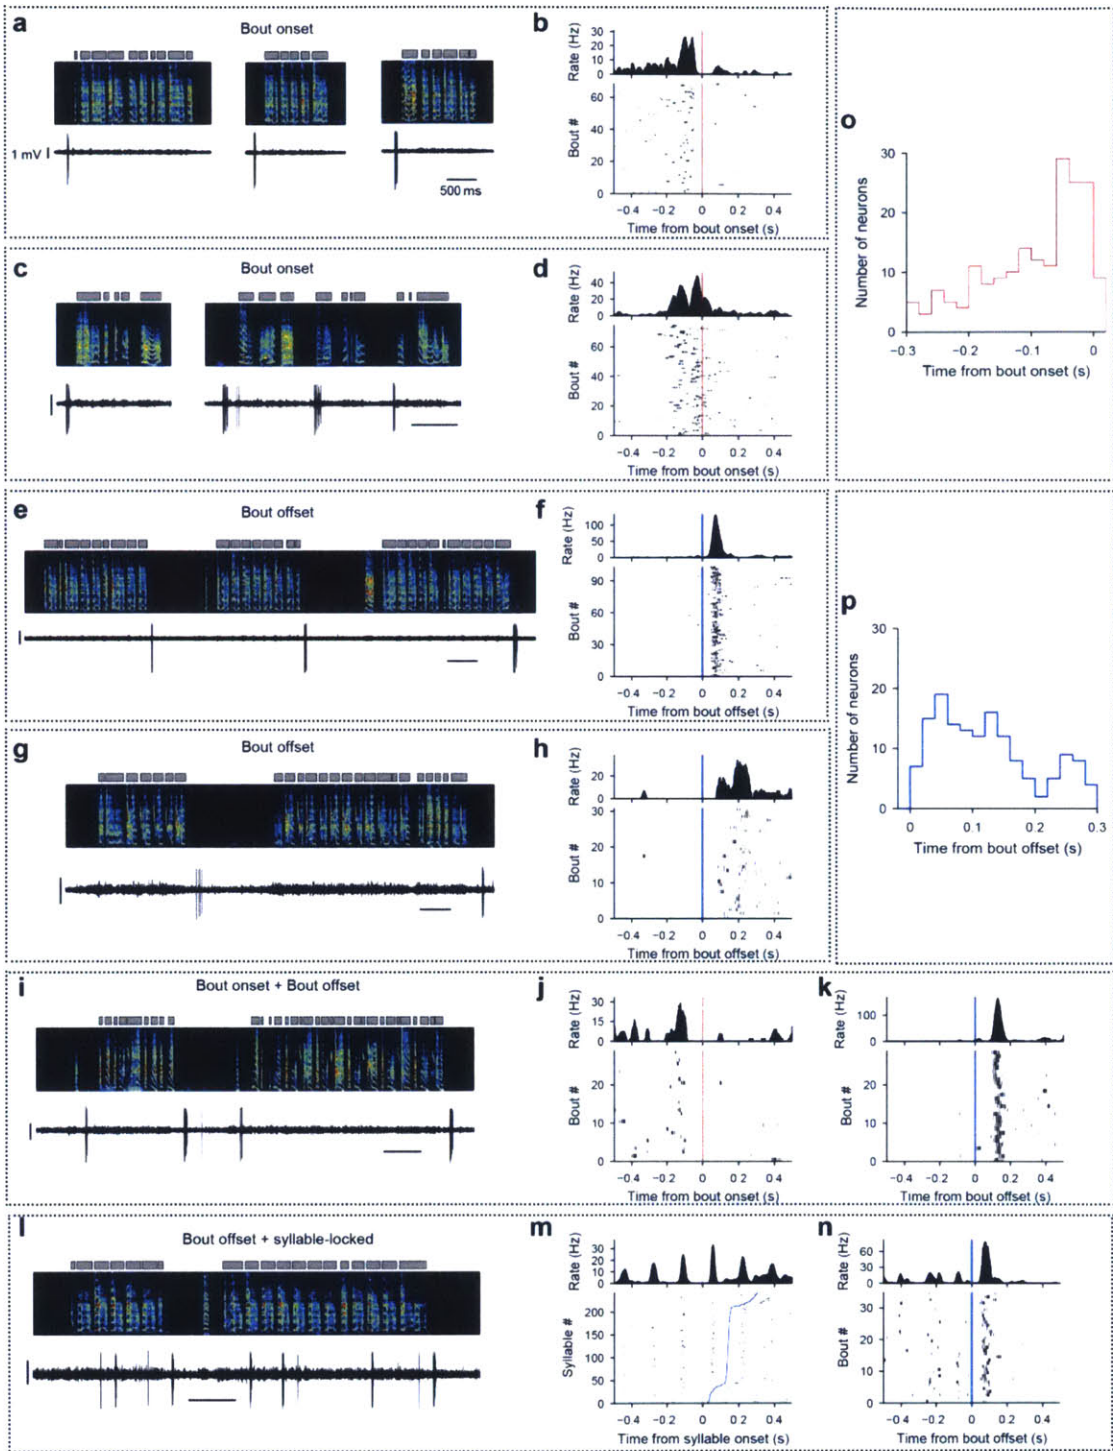 a
Bout onset
1 mV
500 ms
b
Rate (Hz)
30
20
10
0
Bout #
60
40
20
0
−0.4 −0.2 0 0.2 0.4
Time from bout onset (s)
c
Bout onset
d
Rate (Hz)
40
20
0
Bout #
60
40
20
0
−0.4 −0.2 0 0.2 0.4
Time from bout onset (s)
e
Bout offset
f
Rate (Hz)
100
50
0
Bout #
90
60
30
0
−0.4 −0.2 0 0.2 0.4
Time from bout offset (s)
g
Bout offset
h
Rate (Hz)
20
0
Bout #
30
20
10
0
−0.4 −0.2 0 0.2 0.4
Time from bout offset (s)
i
Bout onset + Bout offset
j
Rate (Hz)
30
15
0
Bout #
20
10
0
−0.4 −0.2 0 0.2 0.4
Time from bout onset (s)
k
Rate (Hz)
100
0
Bout #
20
10
0
−0.4 −0.2 0 0.2 0.4
Time from bout offset (s)
l
Bout offset + syllable-locked
m
Rate (Hz)
30
20
10
0
Syllable #
200
150
100
50
0
−0.4 −0.2 0 0.2 0.4
Time from syllable onset (s)
n
Rate (Hz)
60
40
20
0
Bout #
30
20
10
0
−0.4 −0.2 0 0.2 0.4
Time from bout offset (s)
o
Number of neurons
30
20
10
0
−0.3 −0.2 −0.1 0
Time from bout onset (s)
p
Number of neurons
30
20
10
0
0 0.1 0.2 0.3
Time from bout offset (s)